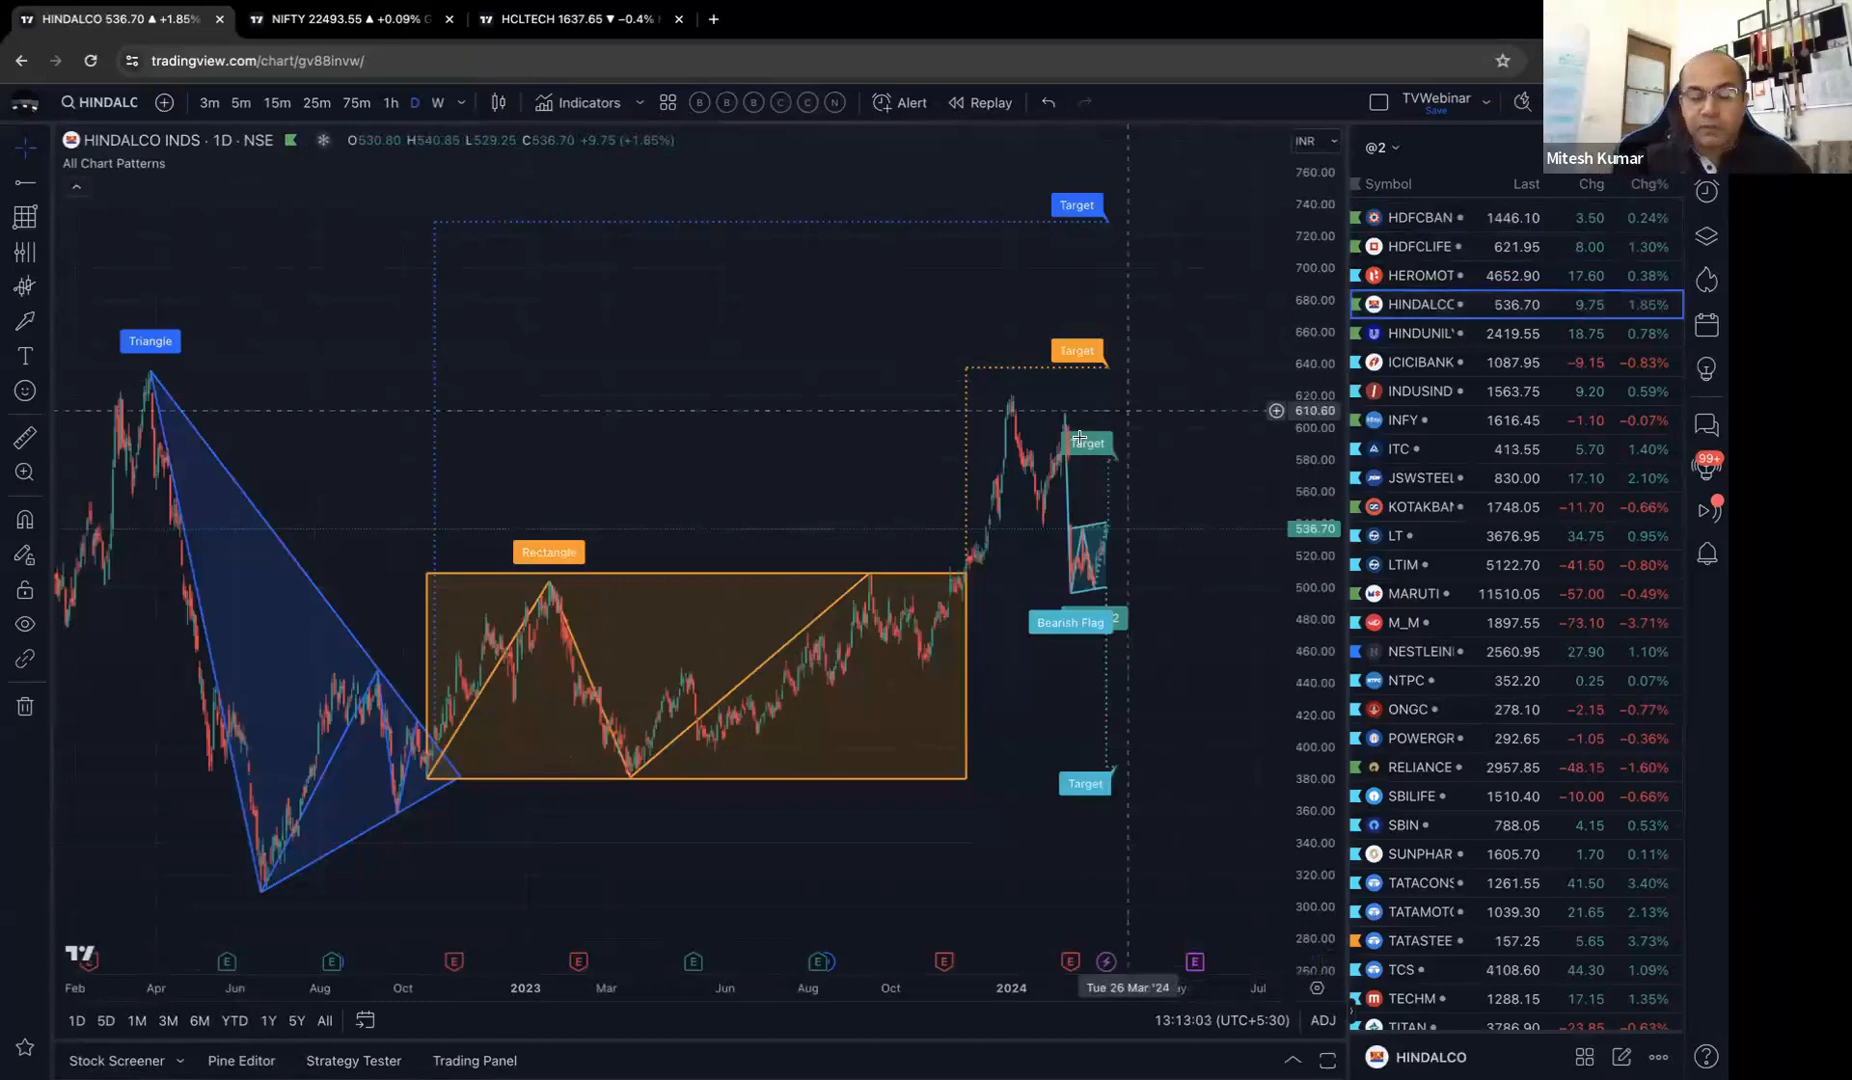 HINDALCO 536.70 ▲ +1.85%
NIFTY 22493.55 ▲ +0.09%
HCLTECH 1637.65 ▼ −0.4%
tradingview.com/chart/gv88invw/
HINDALC
3m 5m 15m 25m 75m 1h D W
Indicators
B B B C C N
Alert
Replay
TVWebinar
Save
Mitesh Kumar
HINDALCO INDS · 1D · NSE
O530.80 H540.85 L529.25 C536.70 +9.75 (+1.85%)
All Chart Patterns
INR
@2
Symbol Last Chg Chg%
HDFCBAN 1446.10 3.50 0.24%
HDFCLIFE 621.95 8.00 1.30%
HEROMOT 4652.90 17.60 0.38%
HINDALCO 536.70 9.75 1.85%
HINDUNIL 2419.55 18.75 0.78%
ICICIBANK 1087.95 −9.15 −0.83%
INDUSIND 1563.75 9.20 0.59%
INFY 1616.45 −1.10 −0.07%
ITC 413.55 5.70 1.40%
JSWSTEEL 830.00 17.10 2.10%
KOTAKBAN 1748.05 −11.70 −0.66%
LT 3676.95 34.75 0.95%
LTIM 5122.70 −41.50 −0.80%
MARUTI 11510.05 −57.00 −0.49%
M_M 1897.55 −73.10 −3.71%
NESTLEIN 2560.95 27.90 1.10%
NTPC 352.20 0.25 0.07%
ONGC 278.10 −2.15 −0.77%
POWERGR 292.65 −1.05 −0.36%
RELIANCE 2957.85 −48.15 −1.60%
SBILIFE 1510.40 −10.00 −0.66%
SBIN 788.05 4.15 0.53%
SUNPHAR 1605.70 1.70 0.11%
TATACONS 1261.55 41.50 3.40%
TATAMOTO 1039.30 21.65 2.13%
TATASTEE 157.25 5.65 3.73%
TCS 4108.60 44.30 1.09%
TECHM 1288.15 17.15 1.35%
TITAN 3786.90 −23.85 −0.63%
99+
760.00
740.00
720.00
700.00
680.00
660.00
640.00
620.00
610.60
600.00
580.00
560.00
536.70
520.00
500.00
480.00
460.00
440.00
420.00
400.00
380.00
360.00
340.00
320.00
300.00
280.00
260.00
Target
Triangle
Target
Target
Rectangle
Bearish Flag
2
Target
E E E E E E E E E
Feb Apr Jun Aug Oct 2023 Mar Jun Aug Oct 2024 Tue 26 Mar '24 Jul
1D 5D 1M 3M 6M YTD 1Y 5Y All
13:13:03 (UTC+5:30) ADJ
Stock Screener Pine Editor Strategy Tester Trading Panel
HINDALCO